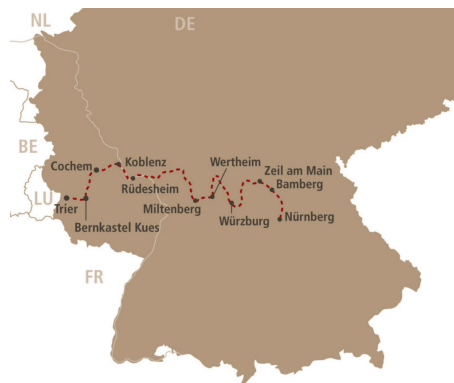 NL
DE
BE
Cochem
Koblenz
Wertheim
Zeil am Main
Rüdesheim
Bamberg
LU
Trier
Miltenberg
Würzburg
Nürnberg
Bernkastel Kues
FR